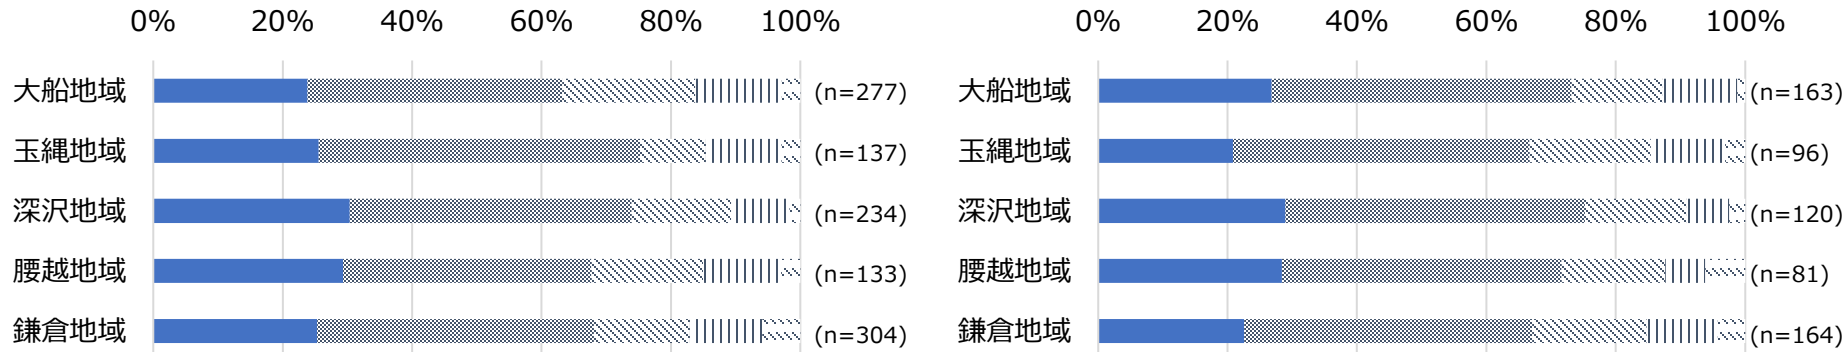 0% 20% 40% 60% 80% 100% 0% 20% 40% 60% 80% 100%
大船地域 (n=277) 大船地域 (n=163)
玉縄地域 (n=137) 玉縄地域 (n=96)
深沢地域 (n=234) 深沢地域 (n=120)
腰越地域 (n=133) 腰越地域 (n=81)
鎌倉地域 (n=304) 鎌倉地域 (n=164)